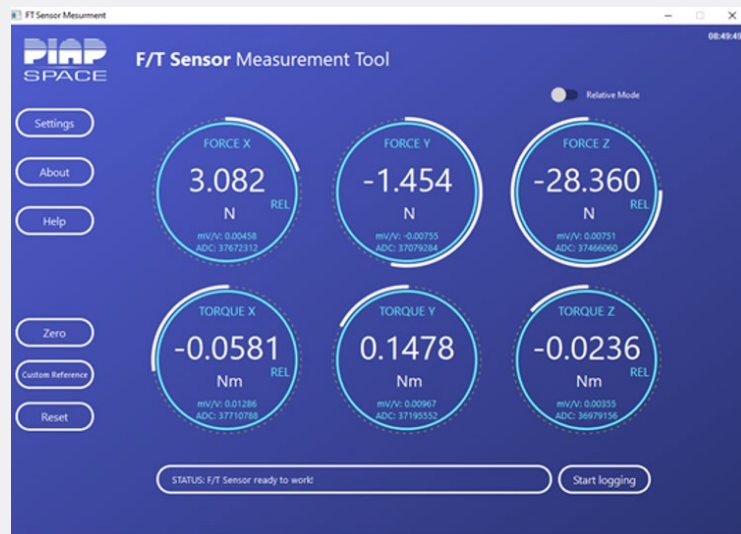 FT Sensor Mesurment
08:49:49
PIAP
SPACE
F/T Sensor Measurement Tool
Relative Mode
Settings
About
Help
Zero
Custom Reference
Reset
FORCE X
3.082
N
REL
mV/V: 0.00458
ADC: 37672312
FORCE Y
-1.454
N
mV/V: -0.00755
ADC: 37079284
FORCE Z
-28.360
N
REL
mV/V: 0.00751
ADC: 37466060
TORQUE X
-0.0581
Nm
REL
mV/V: 0.01286
ADC: 37710788
TORQUE Y
0.1478
Nm
mV/V: 0.00967
ADC: 37195552
TORQUE Z
-0.0236
Nm
REL
mV/V: 0.00355
ADC: 36979156
STATUS: F/T Sensor ready to work!
Start logging